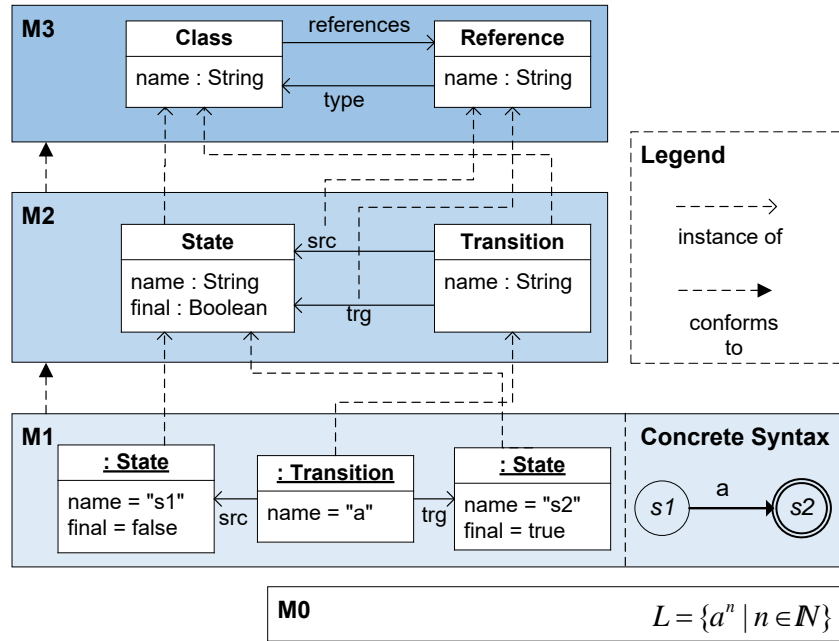 M3
Class
name : String
references
type
Reference
name : String
M2
State
name : String
final : Boolean
src
trg
Transition
name : String
Legend
instance of
conforms
to
M1
: State
name = "s1"
final = false
src
: Transition
name = "a"
trg
: State
name = "s2"
final = true
Concrete Syntax
s1
a
s2
M0
L = {aⁿ | n ∈ ℕ}